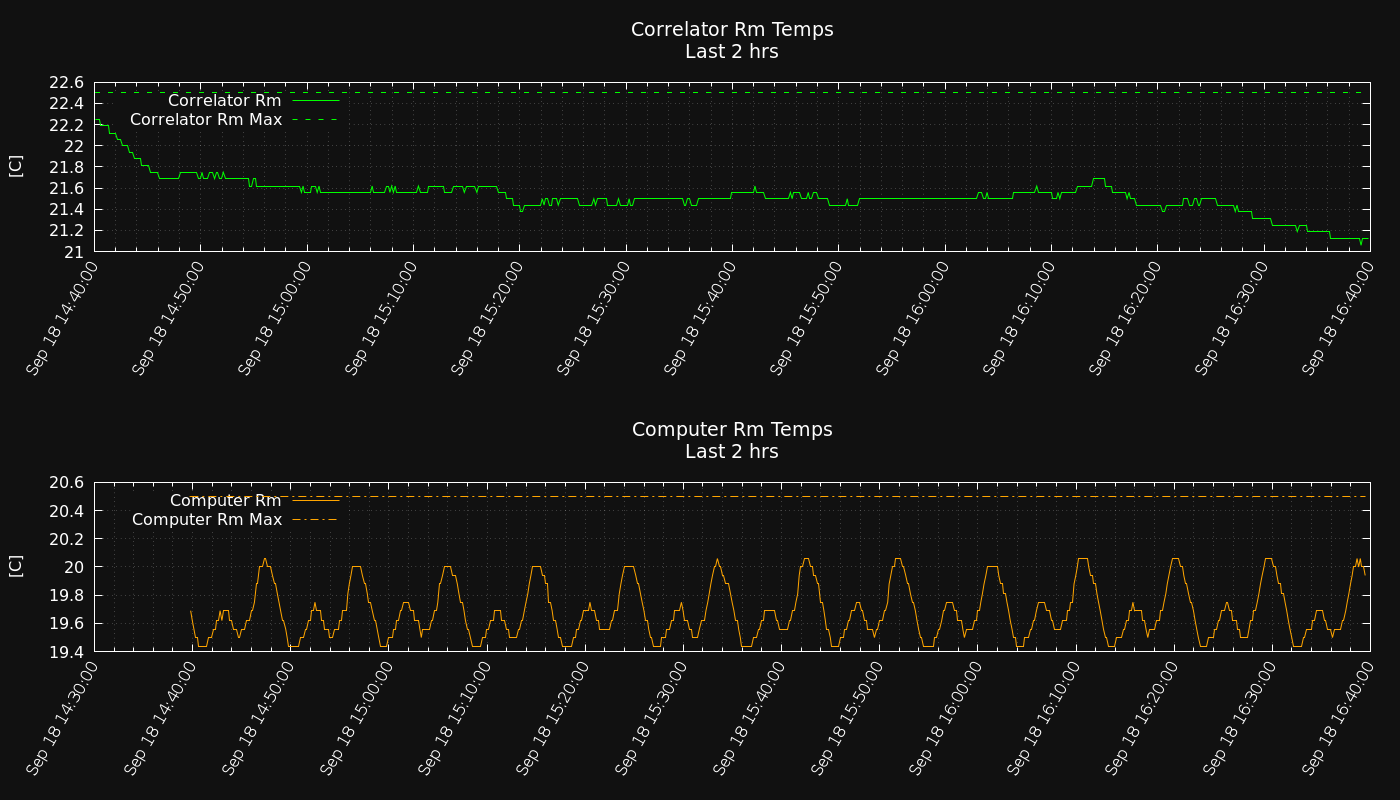 Correlator Rm Temps
Last 2 hrs
22.6
22.4
22.2
22
21.8
21.6
21.4
21.2
21
[C]
Correlator Rm
Correlator Rm Max
Sep 18 14:40:00
Sep 18 14:50:00
Sep 18 15:00:00
Sep 18 15:10:00
Sep 18 15:20:00
Sep 18 15:30:00
Sep 18 15:40:00
Sep 18 15:50:00
Sep 18 16:00:00
Sep 18 16:10:00
Sep 18 16:20:00
Sep 18 16:30:00
Sep 18 16:40:00
Computer Rm Temps
Last 2 hrs
20.6
20.4
20.2
20
19.8
19.6
19.4
[C]
Computer Rm
Computer Rm Max
Sep 18 14:30:00
Sep 18 14:40:00
Sep 18 14:50:00
Sep 18 15:00:00
Sep 18 15:10:00
Sep 18 15:20:00
Sep 18 15:30:00
Sep 18 15:40:00
Sep 18 15:50:00
Sep 18 16:00:00
Sep 18 16:10:00
Sep 18 16:20:00
Sep 18 16:30:00
Sep 18 16:40:00